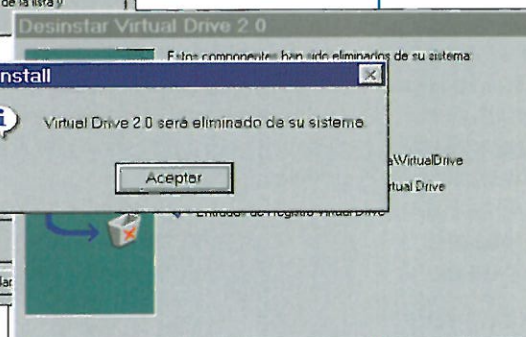 de la lista y
Desinstar Virtual Drive 2.0
Estos componentes han sido eliminados de su sistema:
nstall
Virtual Drive 2.0 será eliminado de su sistema
aVirtualDrive
Aceptar
rtual Drive
Entradas de Registro Virtual Drive